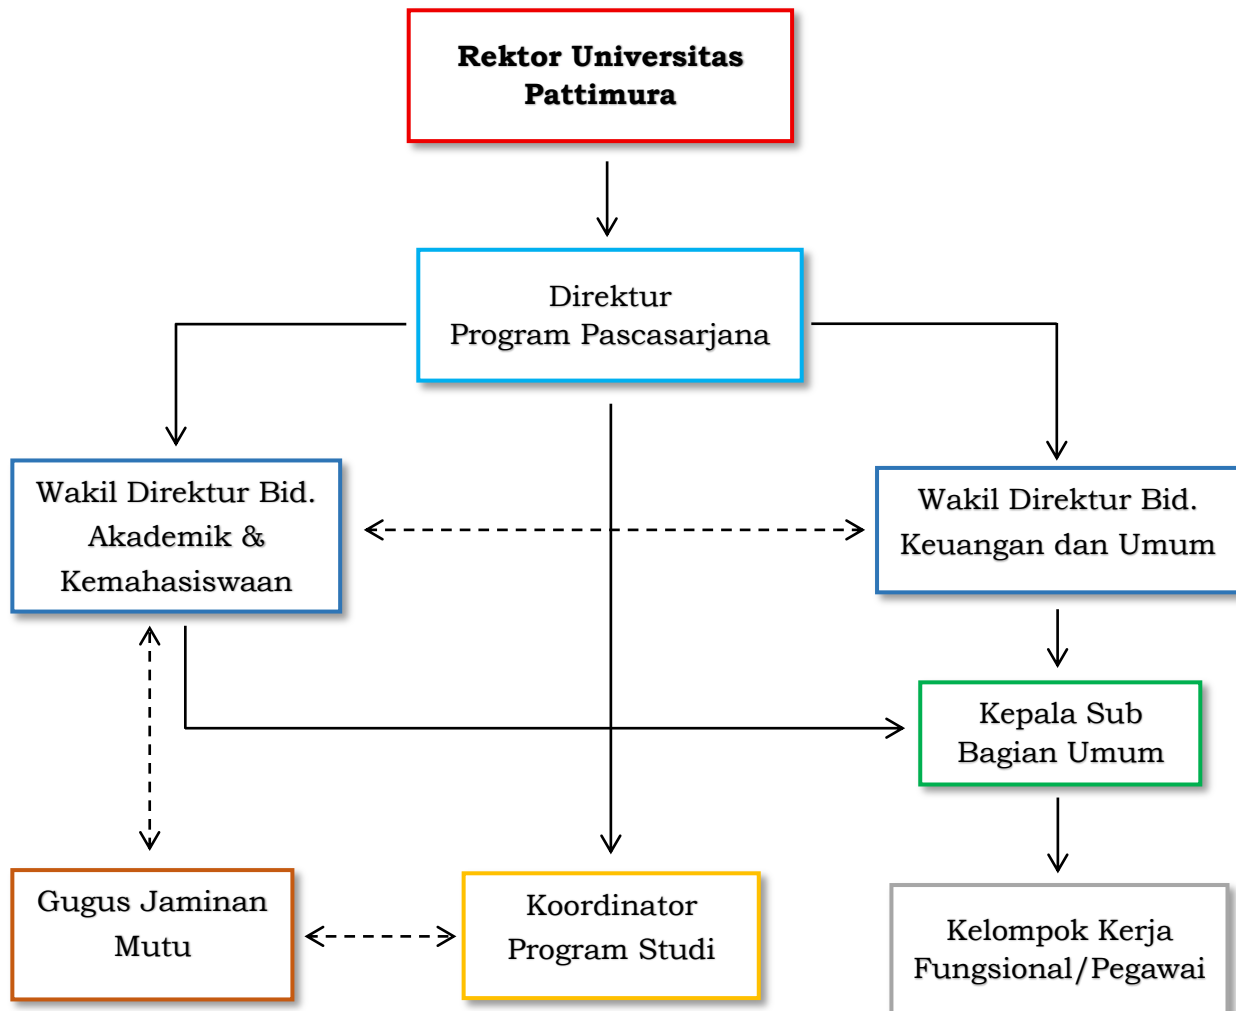 Rektor Universitas
Pattimura
Direktur
Program Pascasarjana
Wakil Direktur Bid.
Akademik &
Kemahasiswaan
Wakil Direktur Bid.
Keuangan dan Umum
Kepala Sub
Bagian Umum
Gugus Jaminan
Mutu
Koordinator
Program Studi
Kelompok Kerja
Fungsional/Pegawai